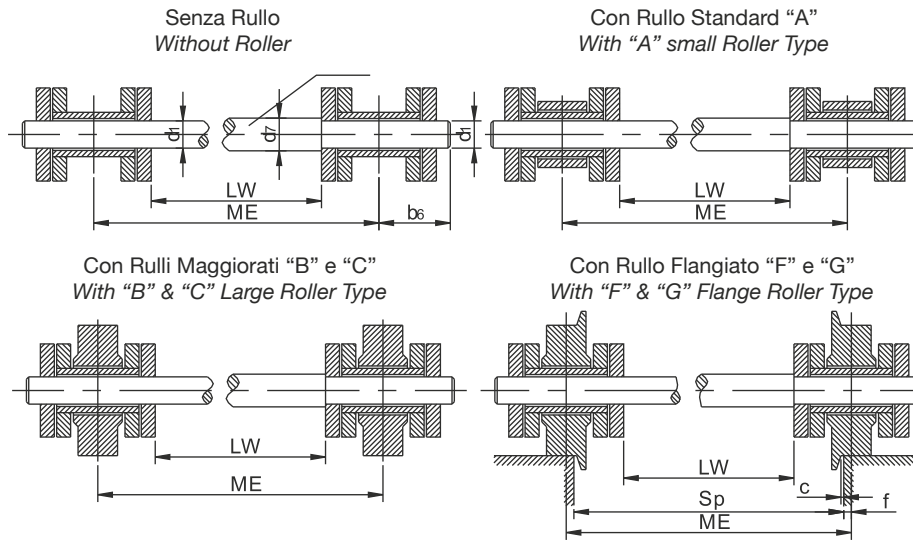 Senza Rullo
Without Roller
d1
d7
d1
LW
ME
b6
Con Rullo Standard “A”
With “A” small Roller Type
LW
ME
Con Rulli Maggiorati “B” e “C”
With “B” & “C” Large Roller Type
LW
ME
Con Rullo Flangiato “F” e “G”
With “F” & “G” Flange Roller Type
LW
c
Sp
f
ME